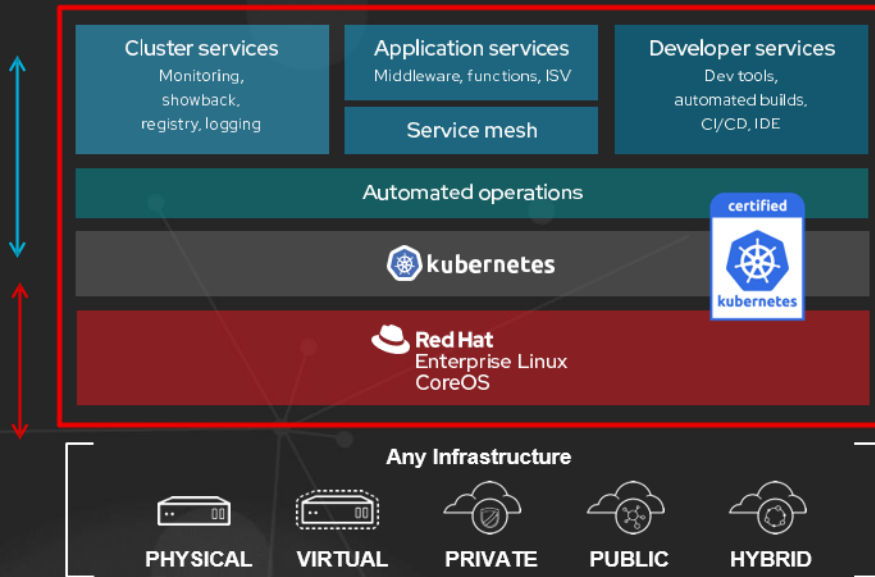 Cluster services
Monitoring,
showback,
registry, logging
Application services
Middleware, functions, ISV
Service mesh
Developer services
Dev tools,
automated builds,
CI/CD, IDE
Automated operations
certified
kubernetes
kubernetes
Red Hat
Enterprise Linux
CoreOS
Any Infrastructure
PHYSICAL
VIRTUAL
PRIVATE
PUBLIC
HYBRID